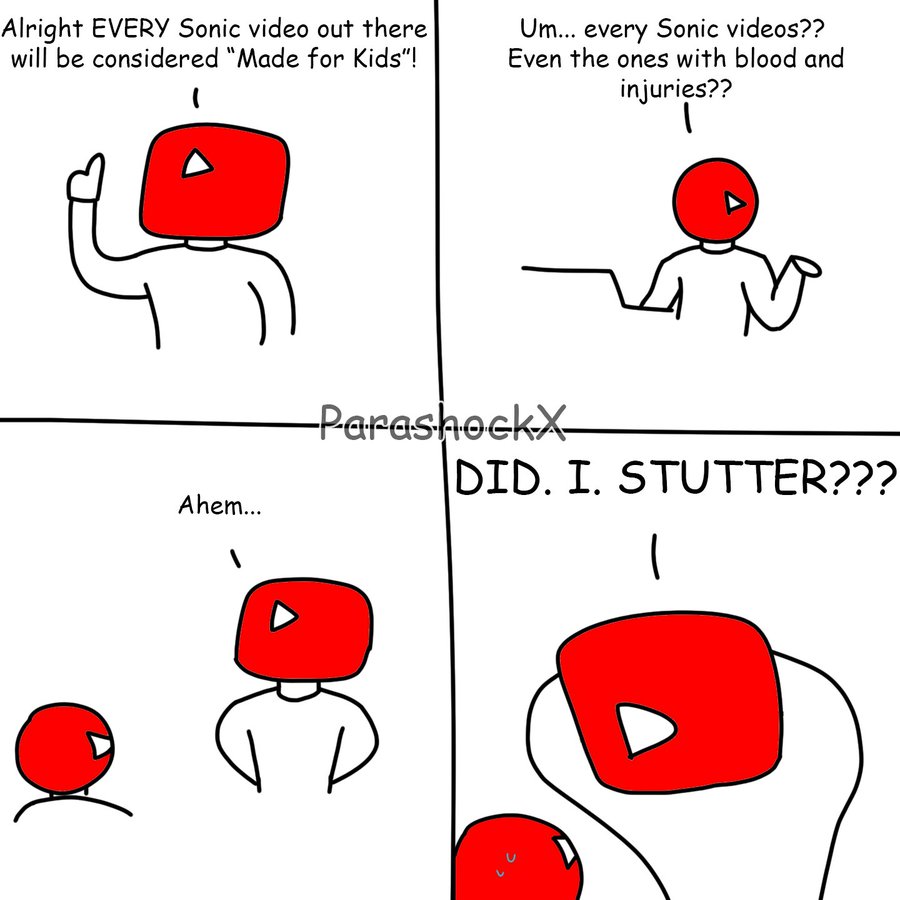 Alright EVERY Sonic video out there
will be considered “Made for Kids”!
Um... every Sonic videos??
Even the ones with blood and
injuries??
ParashockX
Ahem...
DID. I. STUTTER???